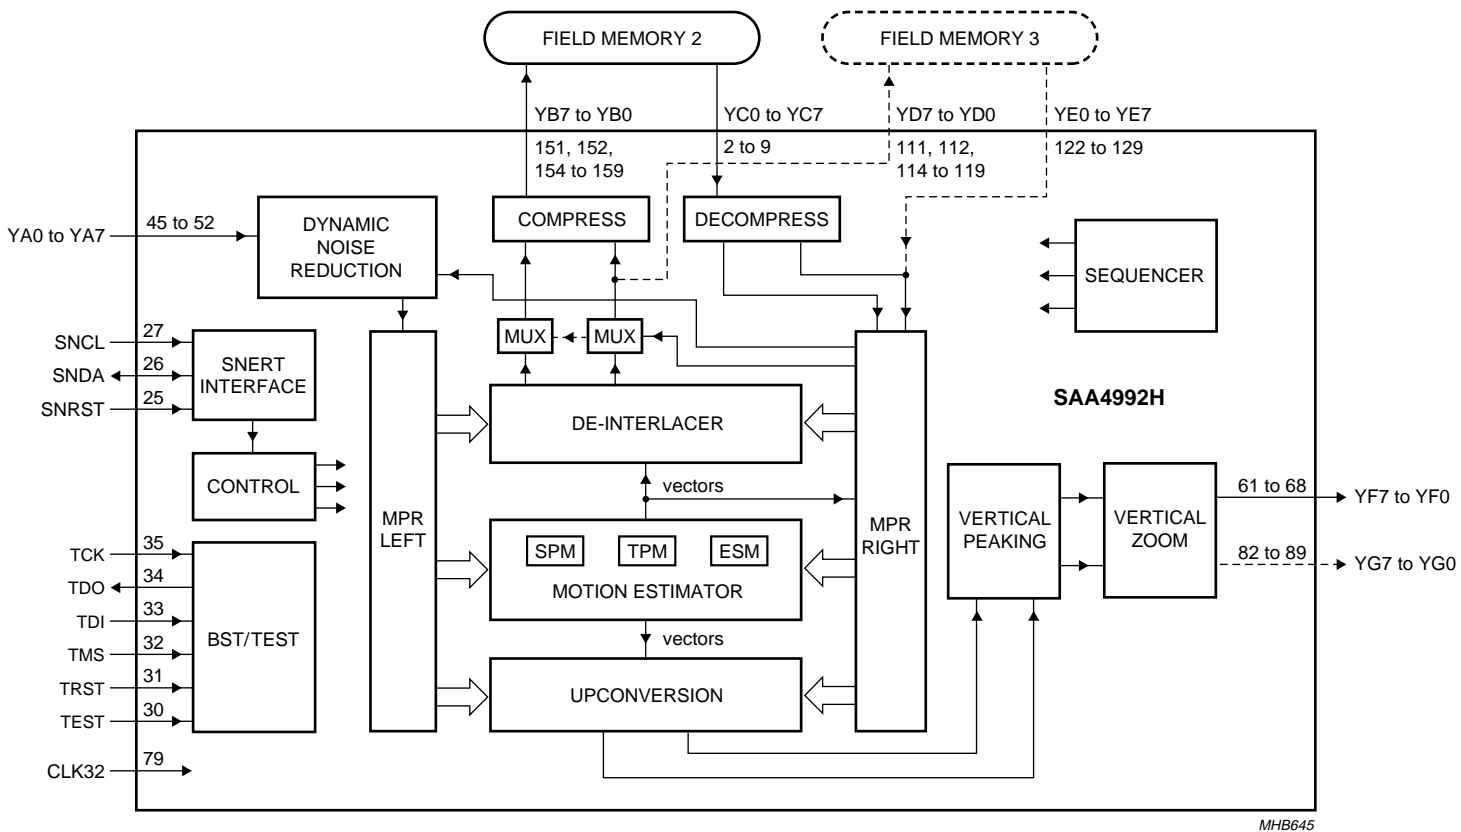 FIELD MEMORY 2
FIELD MEMORY 3
YB7 to YB0
YC0 to YC7
YD7 to YD0
YE0 to YE7
151, 152,
154 to 159
2 to 9
111, 112,
114 to 119
122 to 129
YA0 to YA7
45 to 52
DYNAMIC
NOISE
REDUCTION
COMPRESS
DECOMPRESS
SEQUENCER
SNCL
27
SNDA
26
SNRST
25
SNERT
INTERFACE
MUX
MUX
DE-INTERLACER
SAA4992H
CONTROL
vectors
MPR
LEFT
MPR
RIGHT
SPM
TPM
ESM
MOTION ESTIMATOR
VERTICAL
PEAKING
VERTICAL
ZOOM
61 to 68
YF7 to YF0
82 to 89
YG7 to YG0
TCK
35
TDO
34
TDI
33
TMS
32
TRST
31
TEST
30
BST/TEST
vectors
UPCONVERSION
CLK32
79
MHB645